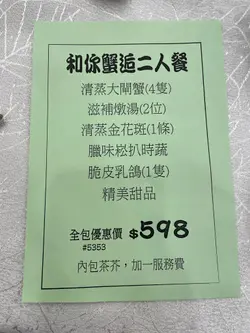 和你蟹逅二人餐
清蒸大閘蟹(4隻)
滋補燉湯(2位)
清蒸金花斑(1條)
臘味崧扒時蔬
脆皮乳鴿(1隻)
精美甜品
全包優惠價 $598
#5353
內包茶芥，加一服務費